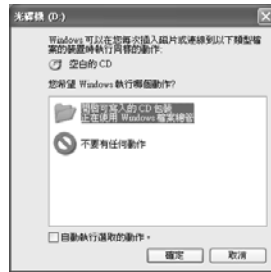 光碟機 (D:)
Windows 可以在您每次插入磁片或連線到以下類型檔
案的裝置時執行同樣的動作:
空白的 CD
您希望 Windows 執行哪個動作?
開啟可寫入的 CD 資料夾
正在使用 Windows 檔案總管
不要有任何動作
自動執行選取的動作。
確定
取消